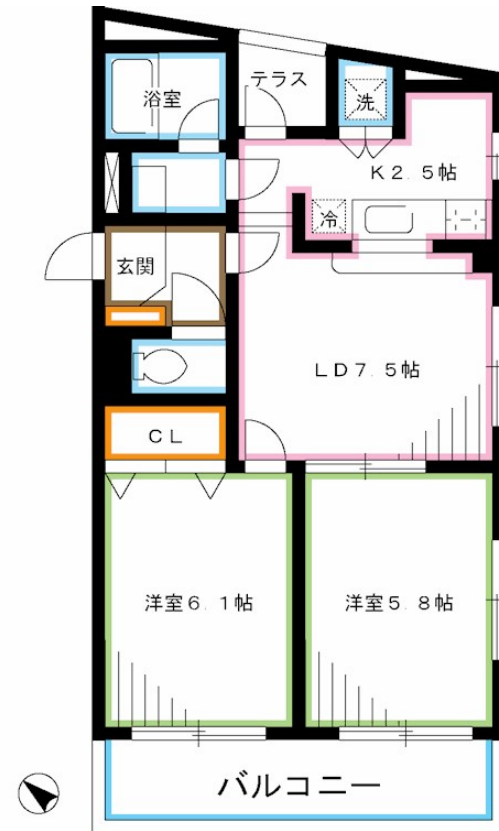 テラス
浴室
洗
K2.5帖
冷
玄関
LD7.5帖
CL
洋室6.1帖
洋室5.8帖
バルコニー